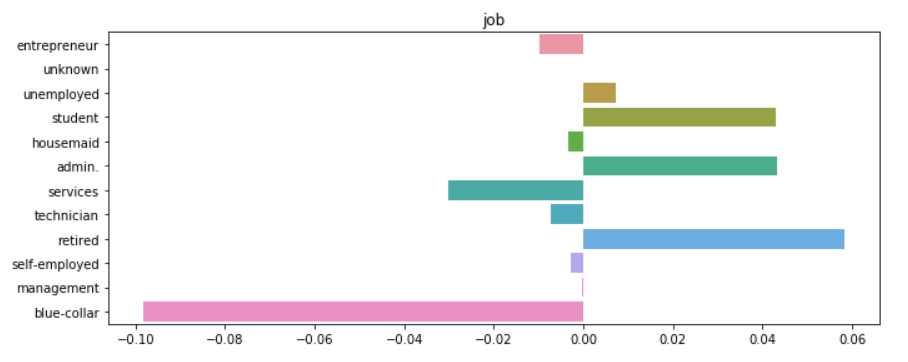 job
entrepreneur
unknown
unemployed
student
housemaid
admin.
services
technician
retired
self-employed
management
blue-collar
−0.10 −0.08 −0.06 −0.04 −0.02 0.00 0.02 0.04 0.06